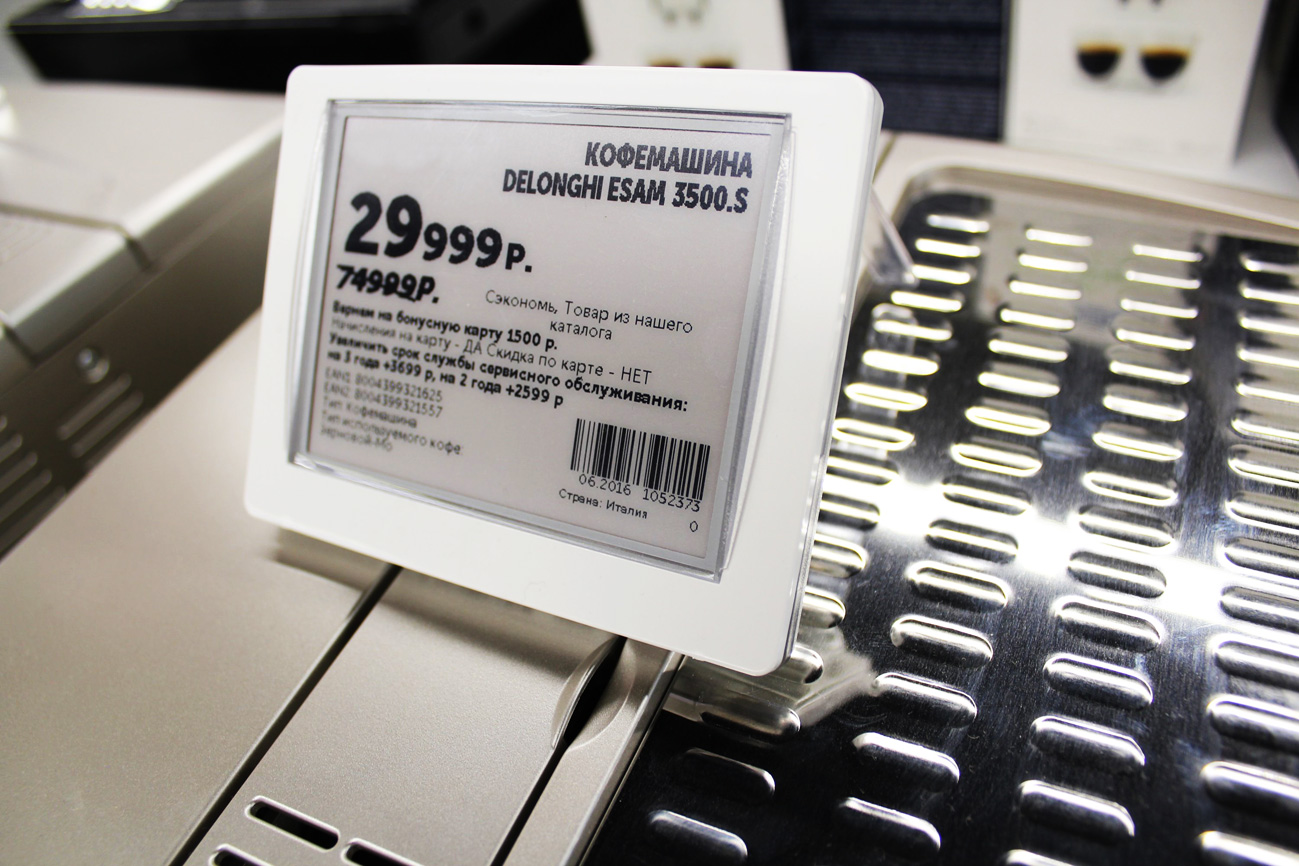 КОФЕМАШИНА
DELONGHI ESAM 3500.S
29999Р.
74999Р.
Сэкономь, Товар из нашего
каталога
Вернем на бонусную карту 1500 р.
Начисления на карту - ДА Скидка по карте - НЕТ
Увеличить срок службы сервисного обслуживания:
на 3 года +3699 р, на 2 года +2599 р
EAN1: 8004399321625
EAN2: 8004399321557
Тип: Кофемашина
Тип используемого кофе:
Зерновой-Мо
06.2016 1052373
0
Страна: Италия